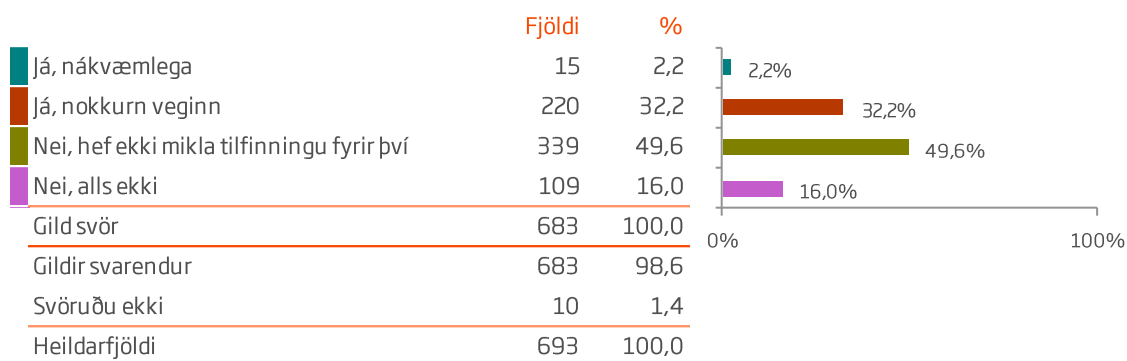 Fjöldi %
Já, nákvæmlega 15 2,2
Já, nokkurn veginn 220 32,2
Nei, hef ekki mikla tilfinningu fyrir því 339 49,6
Nei, alls ekki 109 16,0
Gild svör 683 100,0
Gildir svarendur 683 98,6
Svöruðu ekki 10 1,4
Heildarfjöldi 693 100,0
2,2%
32,2%
49,6%
16,0%
0% 100%